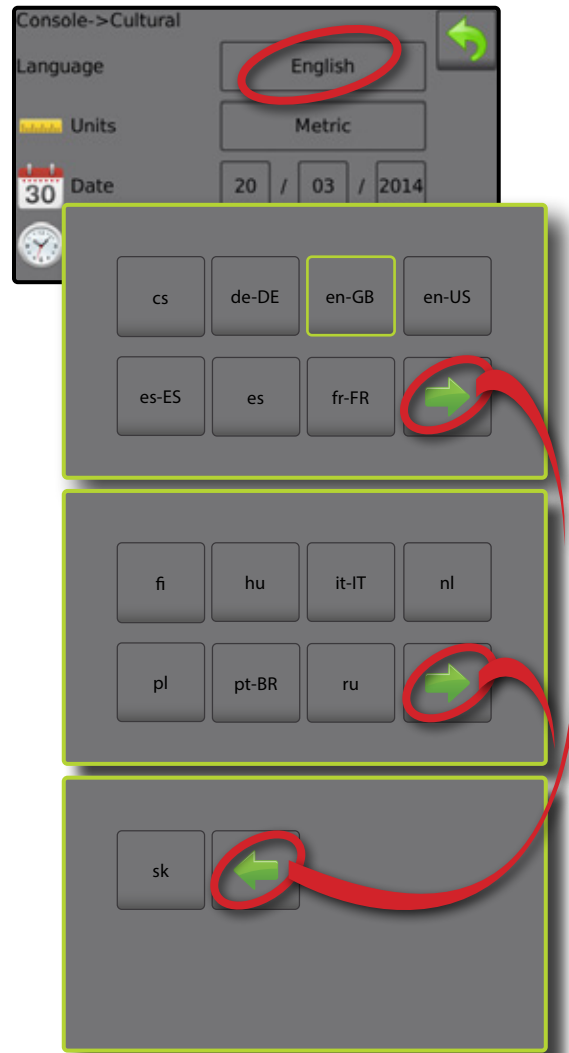 Console->Cultural
Language English
Units Metric
30 Date 20 / 03 / 2014
cs de-DE en-GB en-US
es-ES es fr-FR
fi hu it-IT nl
pl pt-BR ru
sk